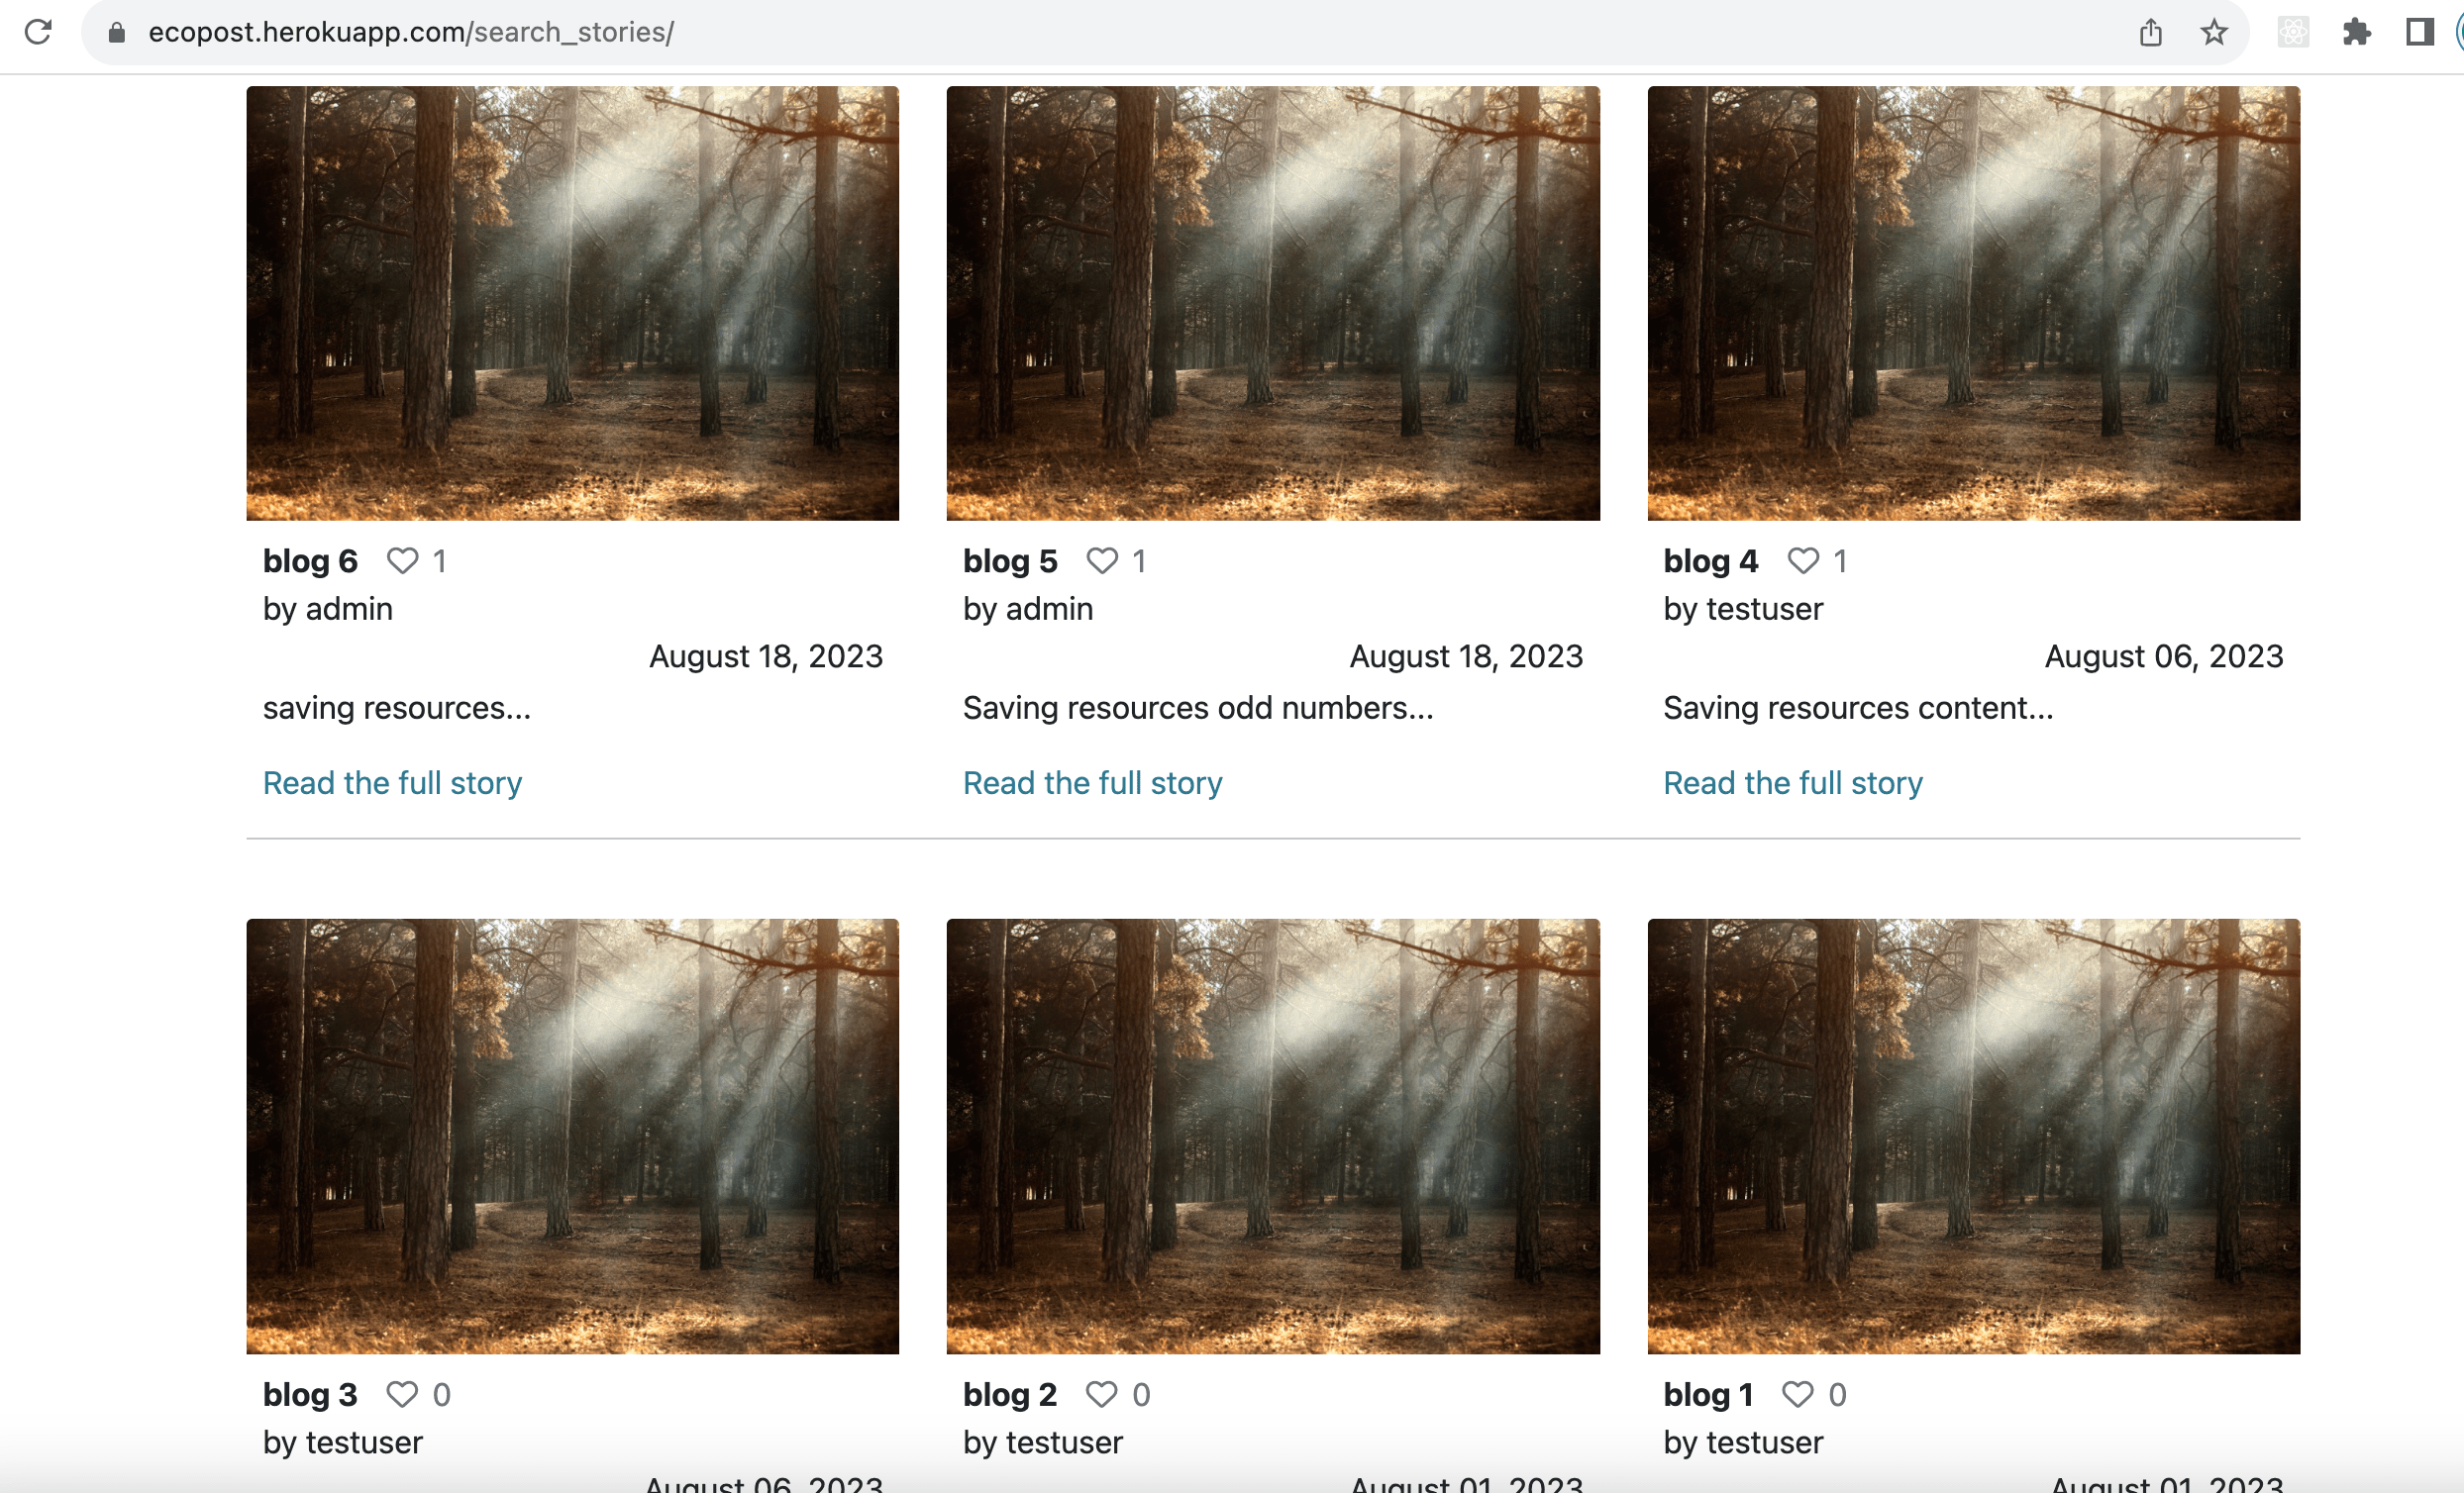 ecopost.herokuapp.com/search_stories/
blog 6 1
by admin
August 18, 2023
saving resources...
Read the full story
blog 5 1
by admin
August 18, 2023
Saving resources odd numbers...
Read the full story
blog 4 1
by testuser
August 06, 2023
Saving resources content...
Read the full story
blog 3 0
by testuser
August 06, 2023
blog 2 0
by testuser
August 01, 2023
blog 1 0
by testuser
August 01, 2023